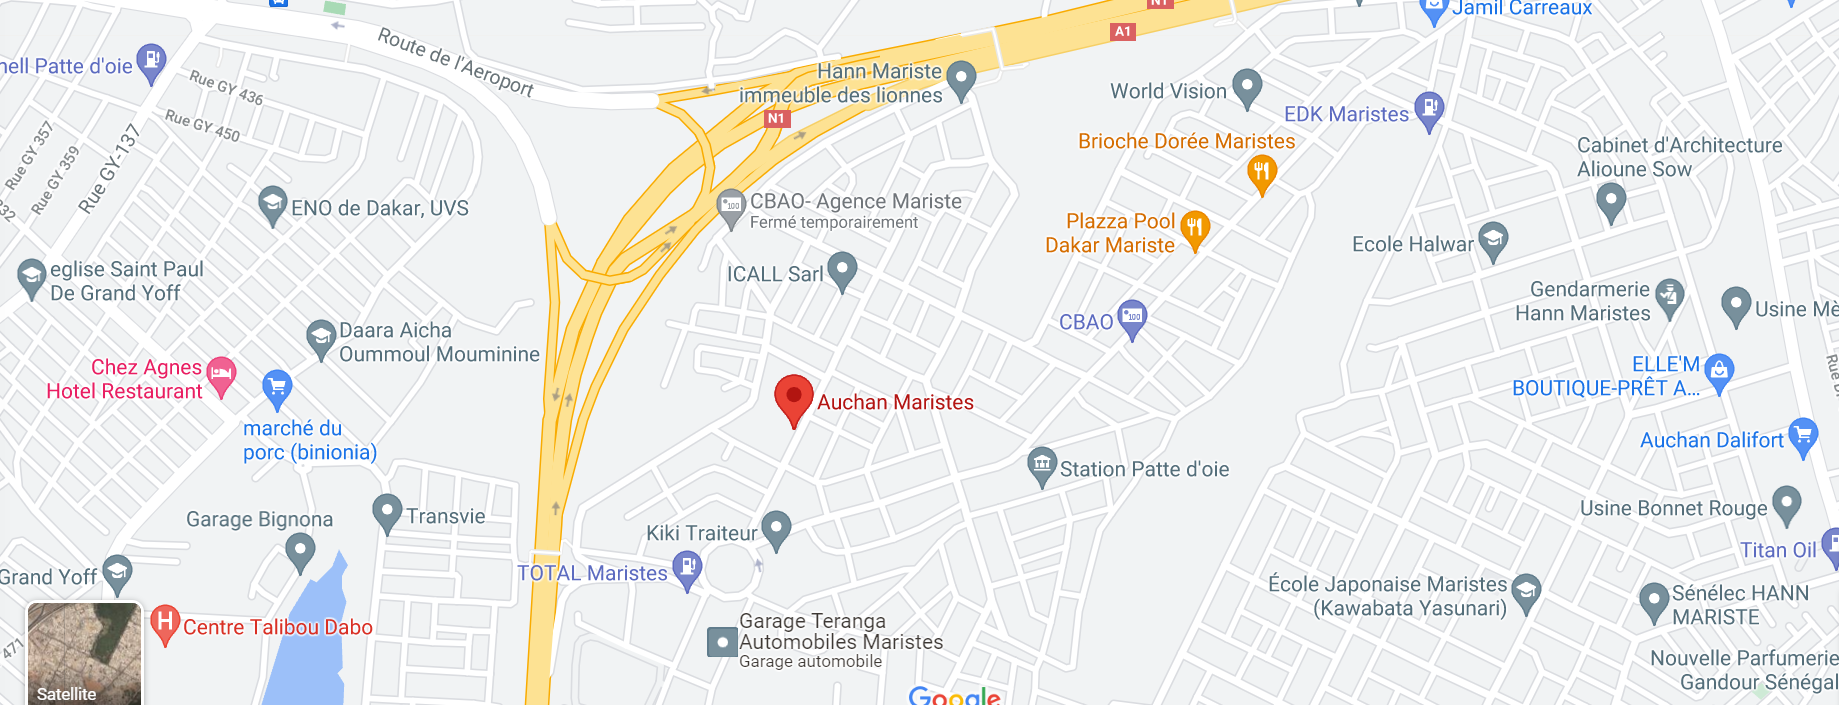 N1
A1
Jamil Carreaux
Route de l'Aeroport
hell Patte d'oie
Rue GY 436
Hann Mariste
immeuble des lionnes
World Vision
EDK Maristes
N1
Rue GY 450
Rue GY 357
Rue GY 359
Rue GY-137
232
Brioche Dorée Maristes
Cabinet d'Architecture
Alioune Sow
ENO de Dakar, UVS
100
CBAO- Agence Mariste
Fermé temporairement
Plazza Pool
Dakar Mariste
Ecole Halwar
eglise Saint Paul
De Grand Yoff
ICALL Sarl
Gendarmerie
Hann Maristes
Usine Mè
CBAO
100
Daara Aicha
Oummoul Mouminine
Chez Agnes
Hotel Restaurant
ELLE'M
BOUTIQUE-PRÊT A...
Auchan Maristes
marché du
porc (binionia)
Auchan Dalifort
Station Patte d'oie
Garage Bignona
Transvie
Usine Bonnet Rouge
Kiki Traiteur
Titan Oil
Grand Yoff
TOTAL Maristes
École Japonaise Maristes
(Kawabata Yasunari)
Sénélec HANN
MARISTE
H
Centre Talibou Dabo
Garage Teranga
Automobiles Maristes
Garage automobile
471
Nouvelle Parfumerie
Gandour Sénégal
Satellite
Google